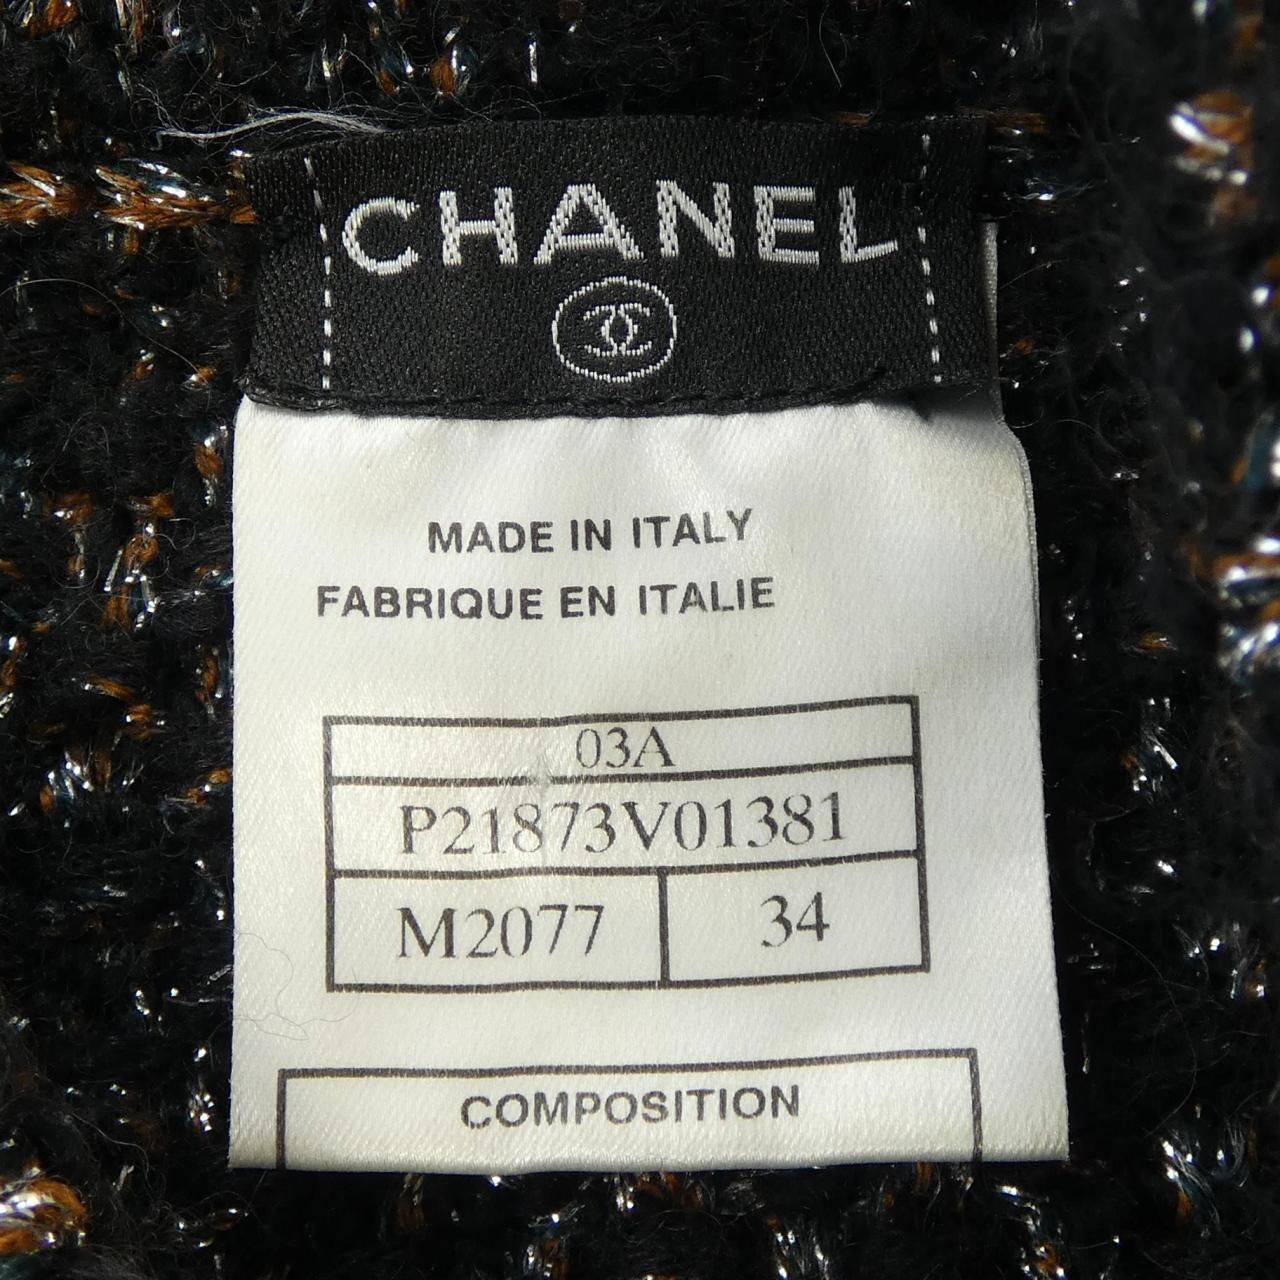 CHANEL
MADE IN ITALY
FABRIQUE EN ITALIE
03A
P21873V01381
M2077 34
COMPOSITION